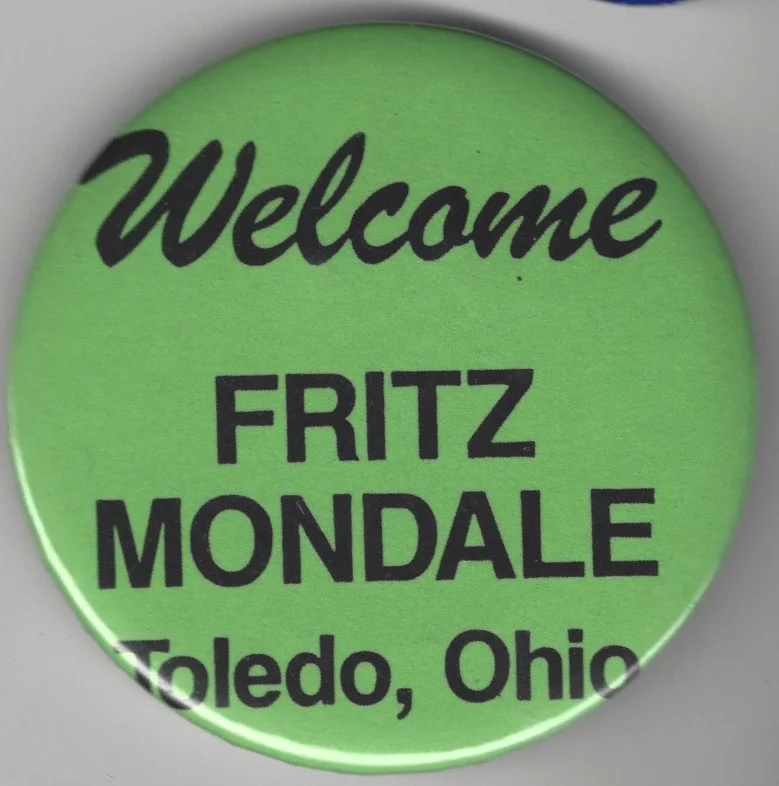 Welcome
FRITZ
MONDALE
Toledo, Ohio